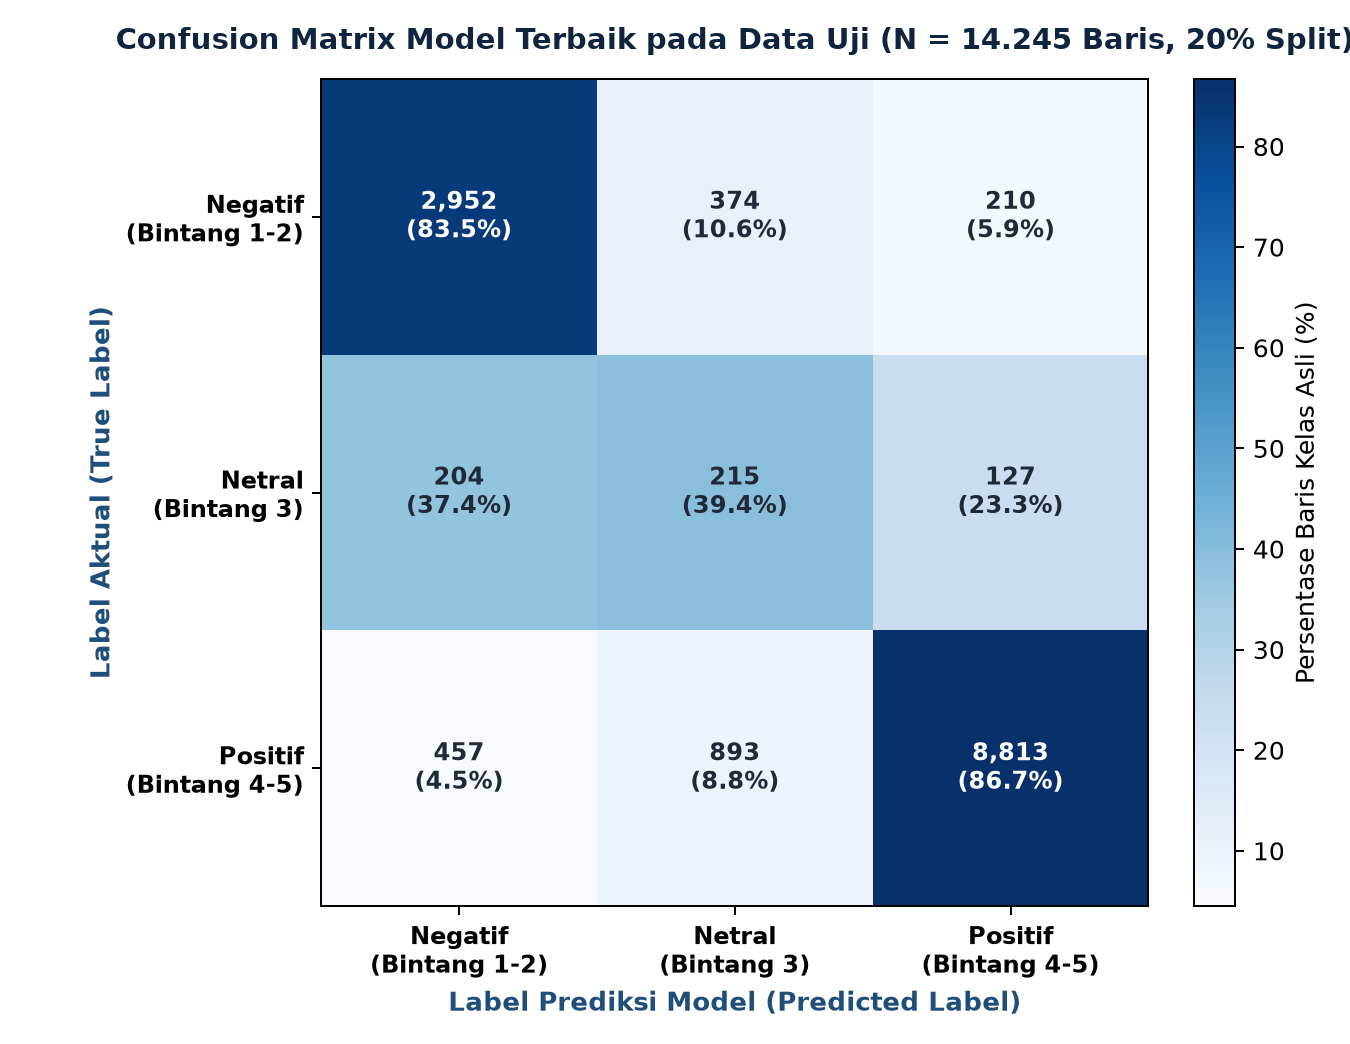 Confusion Matrix Model Terbaik pada Data Uji (N = 14.245 Baris, 20% Split)
Label Aktual (True Label)
Negatif
(Bintang 1-2)
2,952
(83.5%)
374
(10.6%)
210
(5.9%)
Netral
(Bintang 3)
204
(37.4%)
215
(39.4%)
127
(23.3%)
Positif
(Bintang 4-5)
457
(4.5%)
893
(8.8%)
8,813
(86.7%)
Negatif
(Bintang 1-2)
Netral
(Bintang 3)
Positif
(Bintang 4-5)
Label Prediksi Model (Predicted Label)
80
70
60
50
40
30
20
10
Persentase Baris Kelas Asli (%)